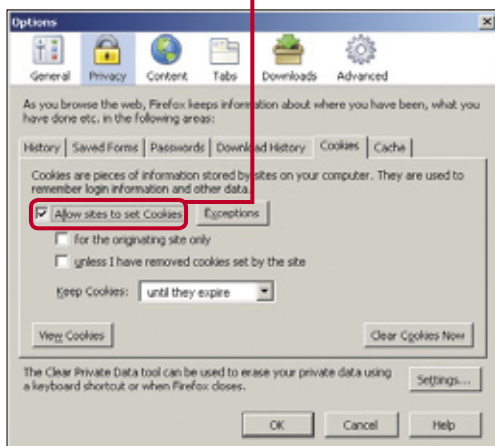 Options
General Privacy Content Tabs Downloads Advanced
As you browse the web, Firefox keeps information about where you have been, what you
have done etc. in the following areas:
History Saved Forms Passwords Download History Cookies Cache
Cookies are pieces of information stored by sites on your computer. They are used to
remember login information and other data.
Allow sites to set Cookies Exceptions
for the originating site only
unless I have removed cookies set by the site
Keep Cookies: until they expire
View Cookies Clear Cookies Now
The Clear Private Data tool can be used to erase your private data using
a keyboard shortcut or when Firefox closes.
Settings...
OK Cancel Help